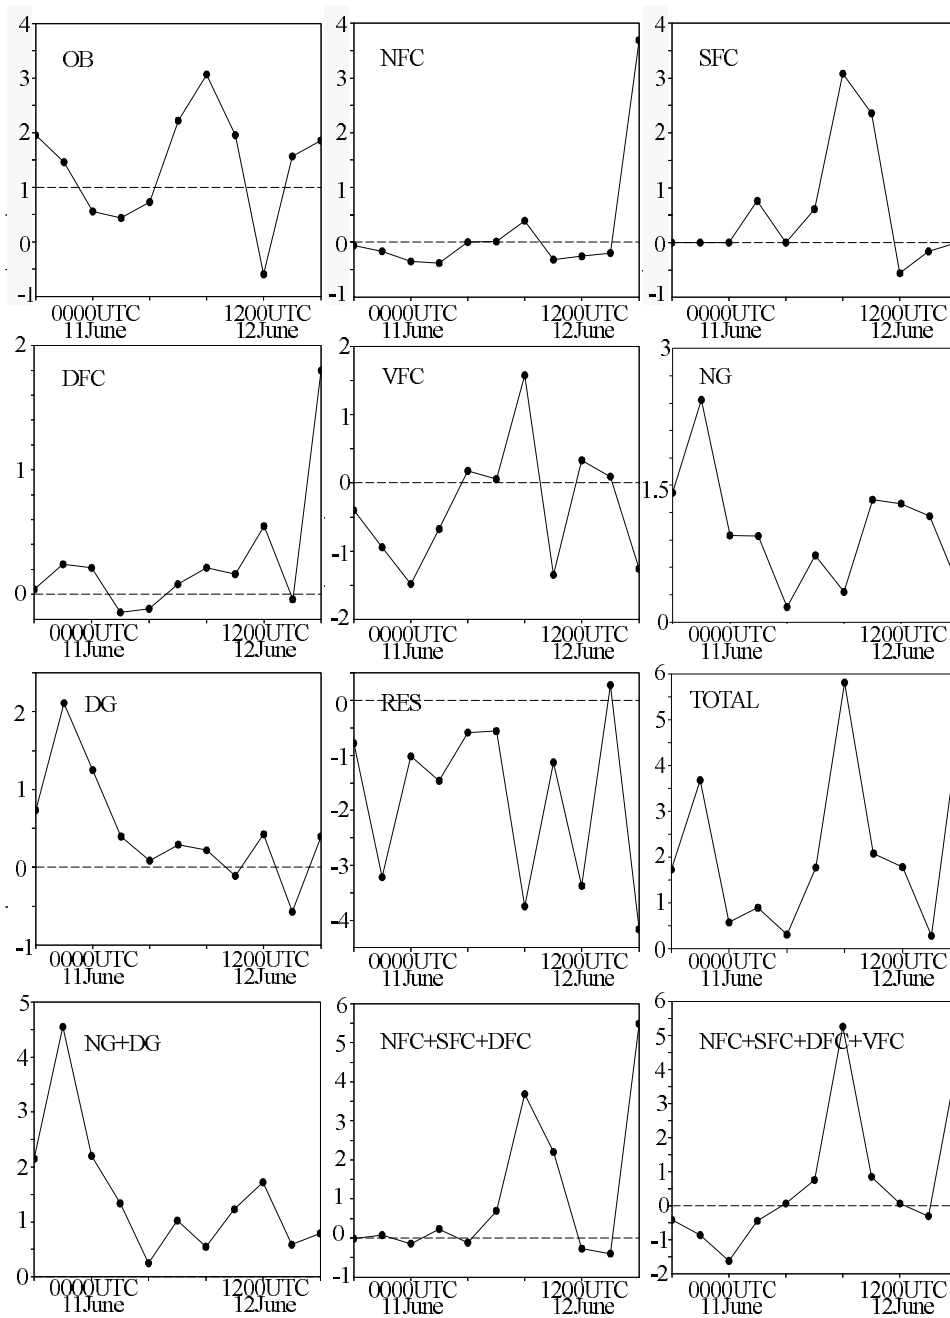 OB
4
3
2
1
0
-1
0000UTC 1200UTC
11June 12June
NFC
4
3
2
1
0
-1
0000UTC 1200UTC
11June 12June
SFC
4
3
2
1
0
-1
0000UTC 1200UTC
11June 12June
DFC
2
1
0
0000UTC 1200UTC
11June 12June
VFC
2
1
0
-1
-2
0000UTC 1200UTC
11June 12June
NG
3
1.5
0
0000UTC 1200UTC
11June 12June
DG
2
1
0
-1
0000UTC 1200UTC
11June 12June
RES
0
-1
-2
-3
-4
0000UTC 1200UTC
11June 12June
TOTAL
6
5
4
3
2
1
0
0000UTC 1200UTC
11June 12June
NG+DG
5
4
3
2
1
0
0000UTC 1200UTC
11June 12June
NFC+SFC+DFC
6
5
4
3
2
1
0
-1
0000UTC 1200UTC
11June 12June
NFC+SFC+DFC+VFC
6
5
4
3
2
1
0
-1
-2
0000UTC 1200UTC
11June 12June